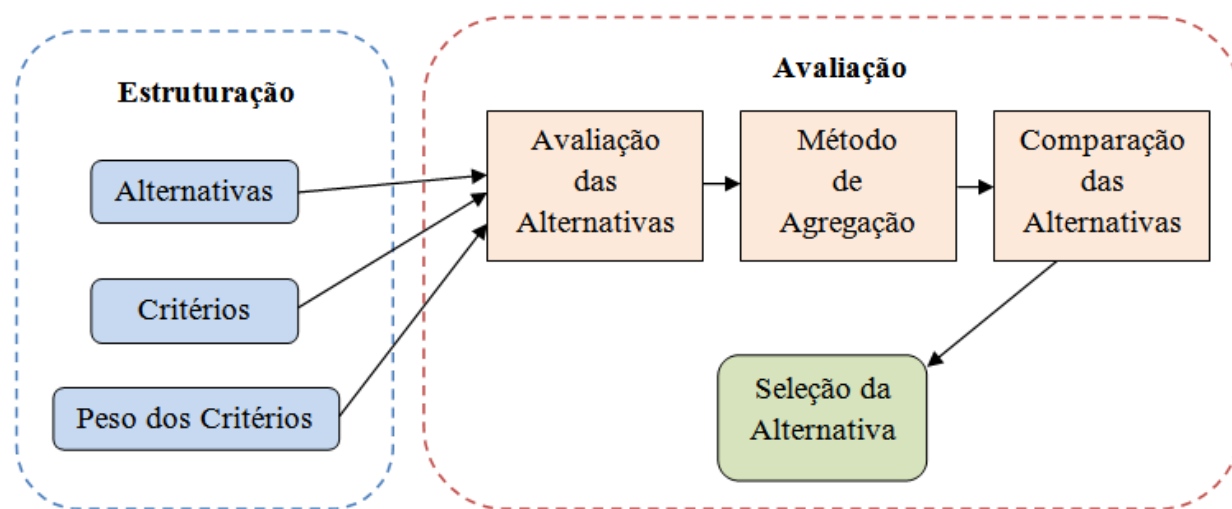 Estruturação
Alternativas
Critérios
Peso dos Critérios
Avaliação
Avaliação
das
Alternativas
Método
de
Agregação
Comparação
das
Alternativas
Seleção da
Alternativa